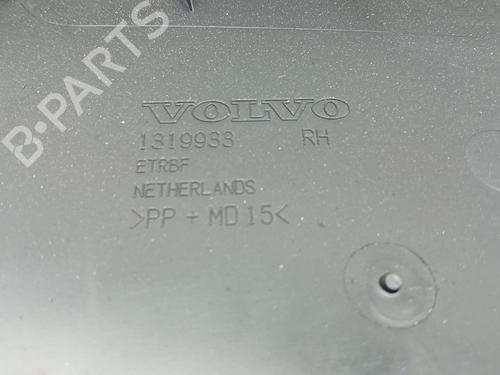 B-PARTS
VOLVO
1319933 RH
ETRBF
NETHERLANDS
>PP + MD 15<